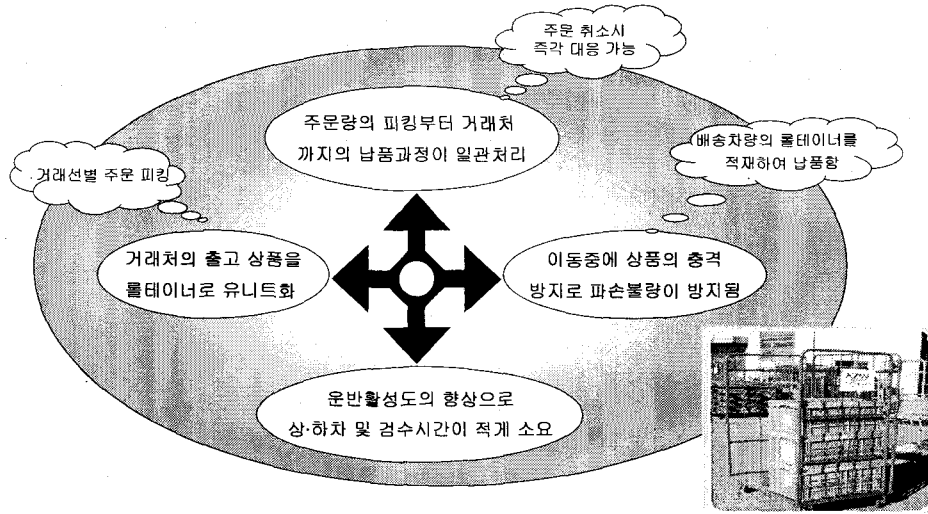 주문 취소시
즉각 대응 가능
주문량의 피킹부터 거래처
까지의 납품과정이 일관처리
배송차량의 롤테이너를
적재하여 납품함
거래선별 주문 피킹
거래처의 출고 상품을
롤테이너로 유니트화
이동중에 상품의 충격
방지로 파손불량이 방지됨
운반활성도의 향상으로
상·하차 및 검수시간이 적게 소요